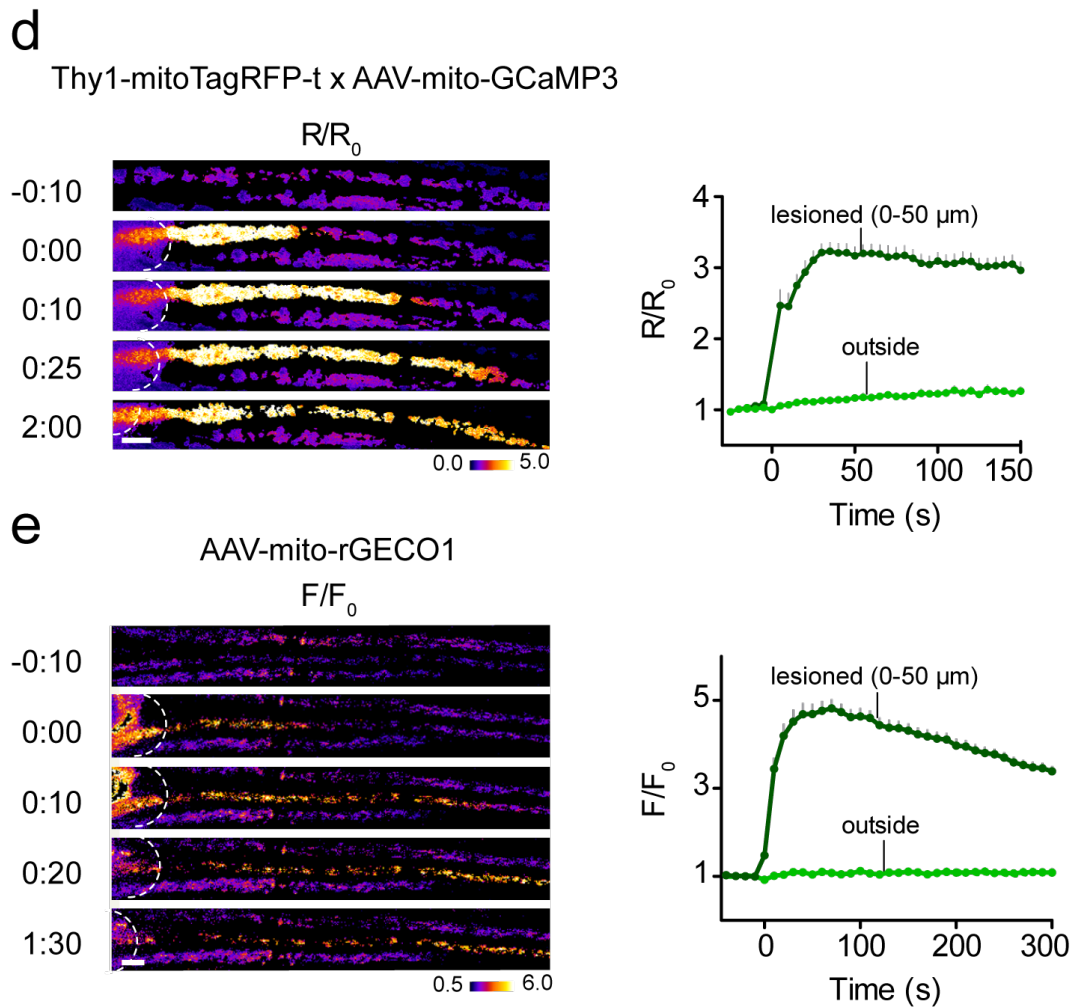 d
Thy1-mitoTagRFP-t x AAV-mito-GCaMP3
R/R0
-0:10
0:00
0:10
0:25
2:00
0.0 5.0
4
3
2
1
R/R0
lesioned (0-50 µm)
outside
0 50 100 150
Time (s)
e
AAV-mito-rGECO1
F/F0
-0:10
0:00
0:10
0:20
1:30
0.5 6.0
5
3
1
F/F0
lesioned (0-50 µm)
outside
0 100 200 300
Time (s)